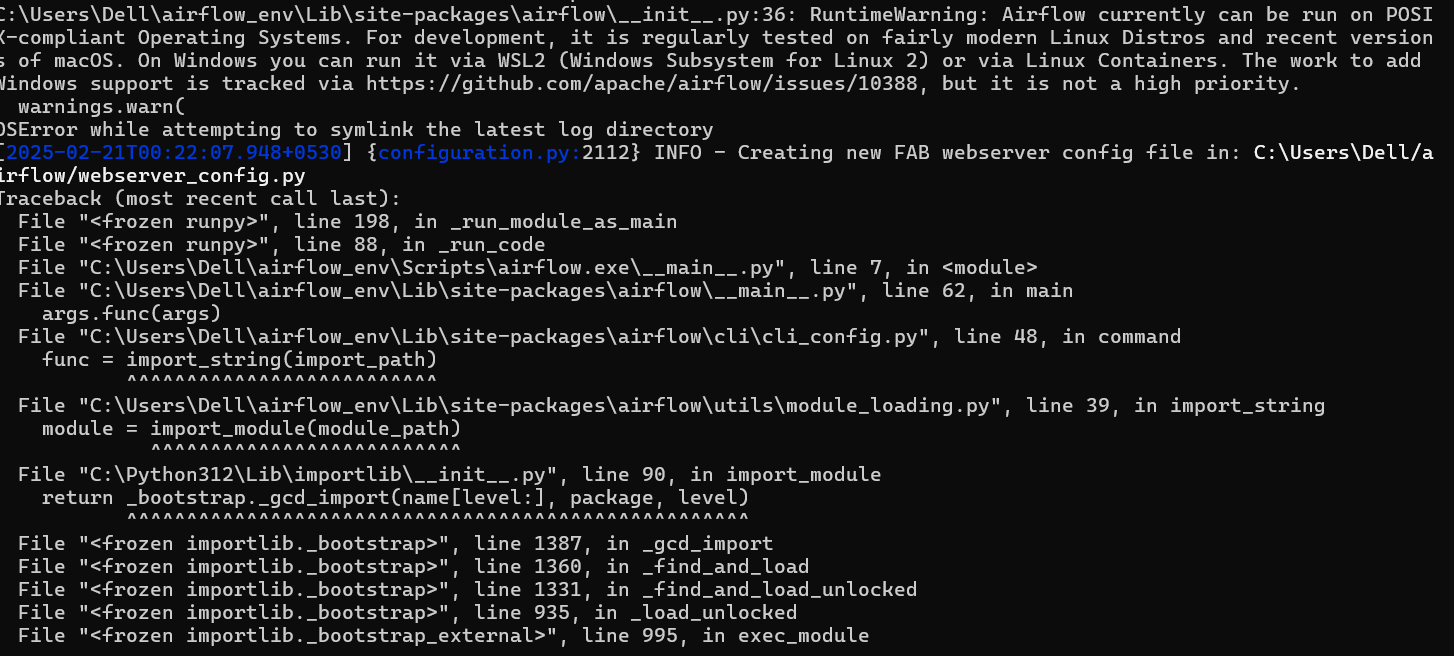 C:\Users\Dell\airflow_env\Lib\site-packages\airflow\__init__.py:36: RuntimeWarning: Airflow currently can be run on POSI
X-compliant Operating Systems. For development, it is regularly tested on fairly modern Linux Distros and recent version
s of macOS. On Windows you can run it via WSL2 (Windows Subsystem for Linux 2) or via Linux Containers. The work to add
Windows support is tracked via https://github.com/apache/airflow/issues/10388, but it is not a high priority.
  warnings.warn(
OSError while attempting to symlink the latest log directory
[2025-02-21T00:22:07.948+0530] {configuration.py:2112} INFO - Creating new FAB webserver config file in: C:\Users\Dell/a
irflow/webserver_config.py
Traceback (most recent call last):
  File "<frozen runpy>", line 198, in _run_module_as_main
  File "<frozen runpy>", line 88, in _run_code
  File "C:\Users\Dell\airflow_env\Scripts\airflow.exe\__main__.py", line 7, in <module>
  File "C:\Users\Dell\airflow_env\Lib\site-packages\airflow\__main__.py", line 62, in main
    args.func(args)
  File "C:\Users\Dell\airflow_env\Lib\site-packages\airflow\cli\cli_config.py", line 48, in command
    func = import_string(import_path)
           ^^^^^^^^^^^^^^^^^^^^^^^^^^
  File "C:\Users\Dell\airflow_env\Lib\site-packages\airflow\utils\module_loading.py", line 39, in import_string
    module = import_module(module_path)
             ^^^^^^^^^^^^^^^^^^^^^^^^^^
  File "C:\Python312\Lib\importlib\__init__.py", line 90, in import_module
    return _bootstrap._gcd_import(name[level:], package, level)
           ^^^^^^^^^^^^^^^^^^^^^^^^^^^^^^^^^^^^^^^^^^^^^^^^^^^^
  File "<frozen importlib._bootstrap>", line 1387, in _gcd_import
  File "<frozen importlib._bootstrap>", line 1360, in _find_and_load
  File "<frozen importlib._bootstrap>", line 1331, in _find_and_load_unlocked
  File "<frozen importlib._bootstrap>", line 935, in _load_unlocked
  File "<frozen importlib._bootstrap_external>", line 995, in exec_module